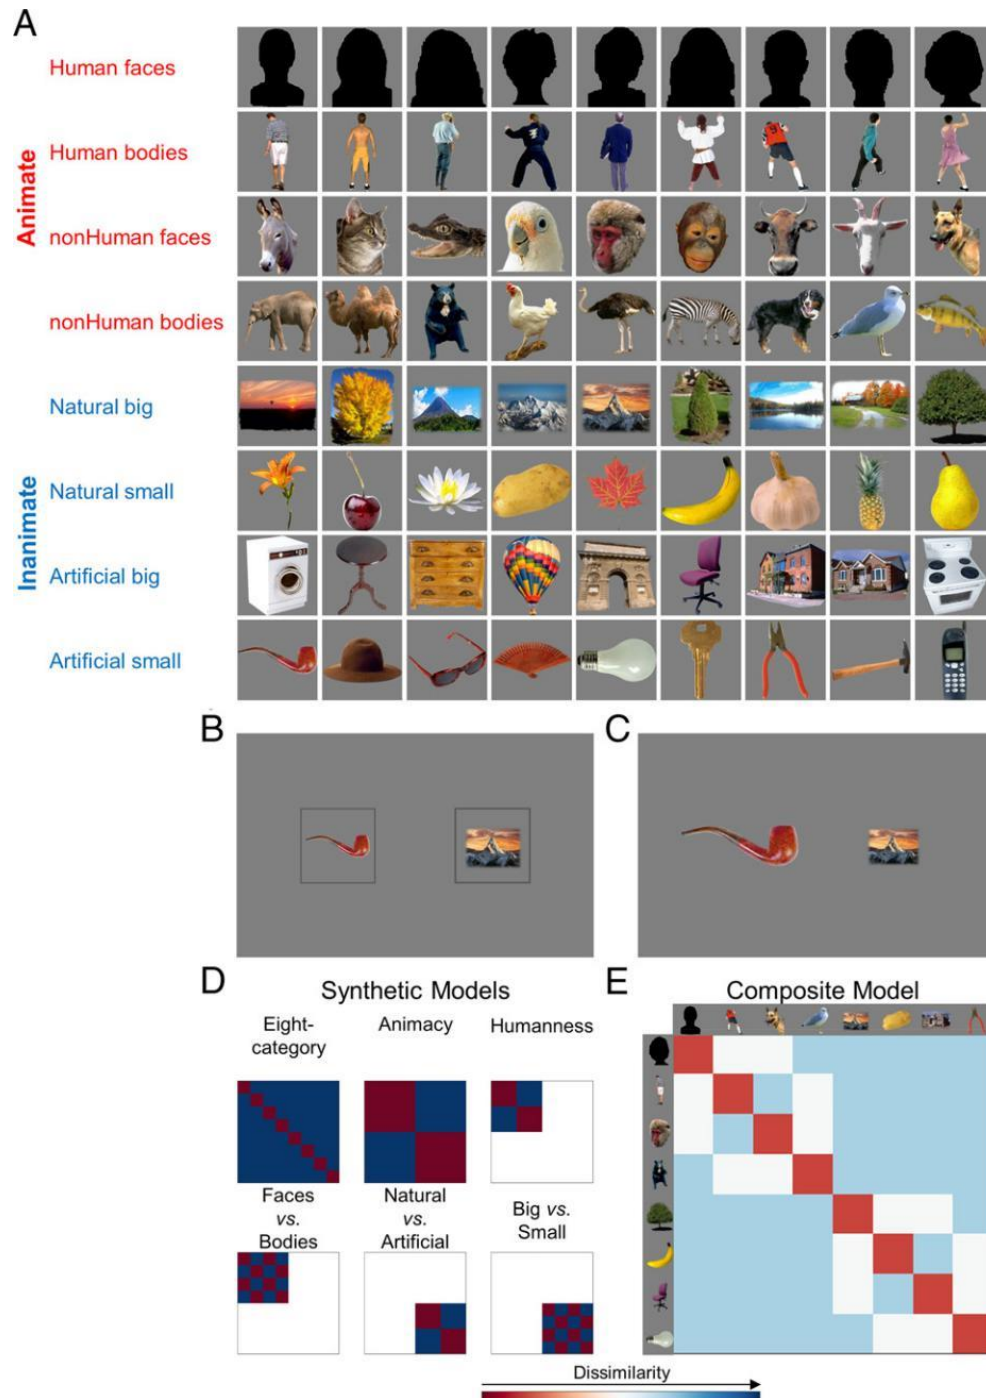 A
Human faces
Human bodies
Animate
nonHuman faces
nonHuman bodies
Natural big
Natural small
Inanimate
Artificial big
Artificial small
B
C
D
Synthetic Models
Eight-
category
Animacy
Humanness
Faces
vs.
Bodies
Natural
vs.
Artificial
Big vs.
Small
E
Composite Model
Dissimilarity